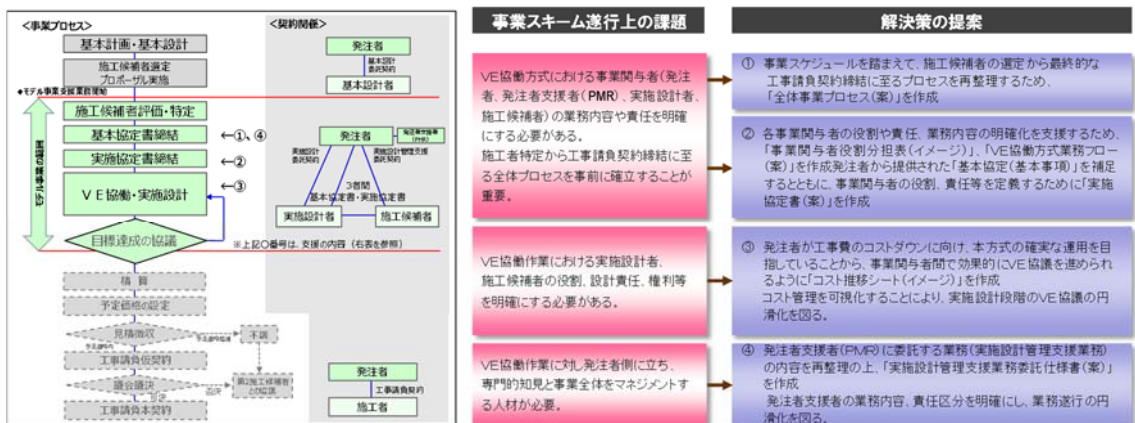 <事業プロセス>
基本計画・基本設計
施工候補者選定
プロポーザル実施
◆モデル事業支援業務開始
施工候補者評価・特定
基本協定書締結
←①、④
実施協定書締結
←②
VE協働・実施設計
←③
モデル事業の範囲
目標達成の協議
※上記○番号は、支援の内容(右表を参照)
積 算
予定価格の設定
見積徴収
不調
工事請負仮契約
議会議決
否決
可決
第2施工候補者
との協議
工事請負本契約
<契約関係>
発注者
基本設計
委託契約
基本設計者
発注者
発注者支援者
(PMR)
実施設計
委託契約
実施設計管理支援
委託契約
3者間
基本協定書・実施協定書
実施設計者
施工候補者
発注者
工事請負契約
施工者
事業スキーム遂行上の課題
VE協働方式における事業関与者(発注
者、発注者支援者(PMR)、実施設計者、
施工候補者)の業務内容や責任を明確
にする必要がある。
施工者特定から工事請負契約締結に至
る全体プロセスを事前に確立することが
重要。
VE協働作業における実施設計者、
施工候補者の役割、設計責任、権利等
を明確にする必要がある。
VE協働作業に対し発注者側に立ち、
専門的知見と事業全体をマネジメントす
る人材が必要。
解決策の提案
① 事業スケジュールを踏まえて、施工候補者の選定から最終的な
工事請負契約締結に至るプロセスを再整理するため、
「全体事業プロセス(案)」を作成
② 各事業関与者の役割や責任、業務内容の明確化を支援するため、
「事業関与者役割分担表(イメージ)」、「VE協働方式業務フロー
(案)」を作成発注者から提供された「基本協定(基本事項)」を補足
するとともに、事業関与者の役割、責任等を定義するために「実施
協定書(案)」を作成
③ 発注者が工事費のコストダウンに向け、本方式の確実な運用を目
指していることから、事業関与者間で効果的にVE協議を進められ
るように「コスト推移シート(イメージ)」を作成
コスト管理を可視化することにより、実施設計段階のVE協議の円
滑化を図る。
④ 発注者支援者(PMR)に委託する業務(実施設計管理支援業務)
の内容を再整理の上、「実施設計管理支援業務委託仕様書(案)」
を作成
発注者支援者の業務内容、責任区分を明確にし、業務遂行の円
滑化を図る。